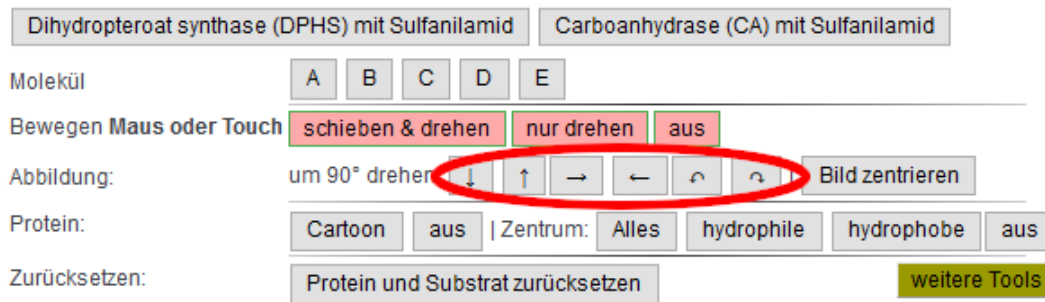 Dihydropteroat synthase (DPHS) mit Sulfanilamid Carboanhydrase (CA) mit Sulfanilamid
Molekül A B C D E
Bewegen Maus oder Touch schieben & drehen nur drehen aus
Abbildung: um 90° drehen ↓ ↑ → ← ↶ ↷ Bild zentrieren
Protein: Cartoon aus | Zentrum: Alles hydrophile hydrophobe aus
Zurücksetzen: Protein und Substrat zurücksetzen weitere Tools